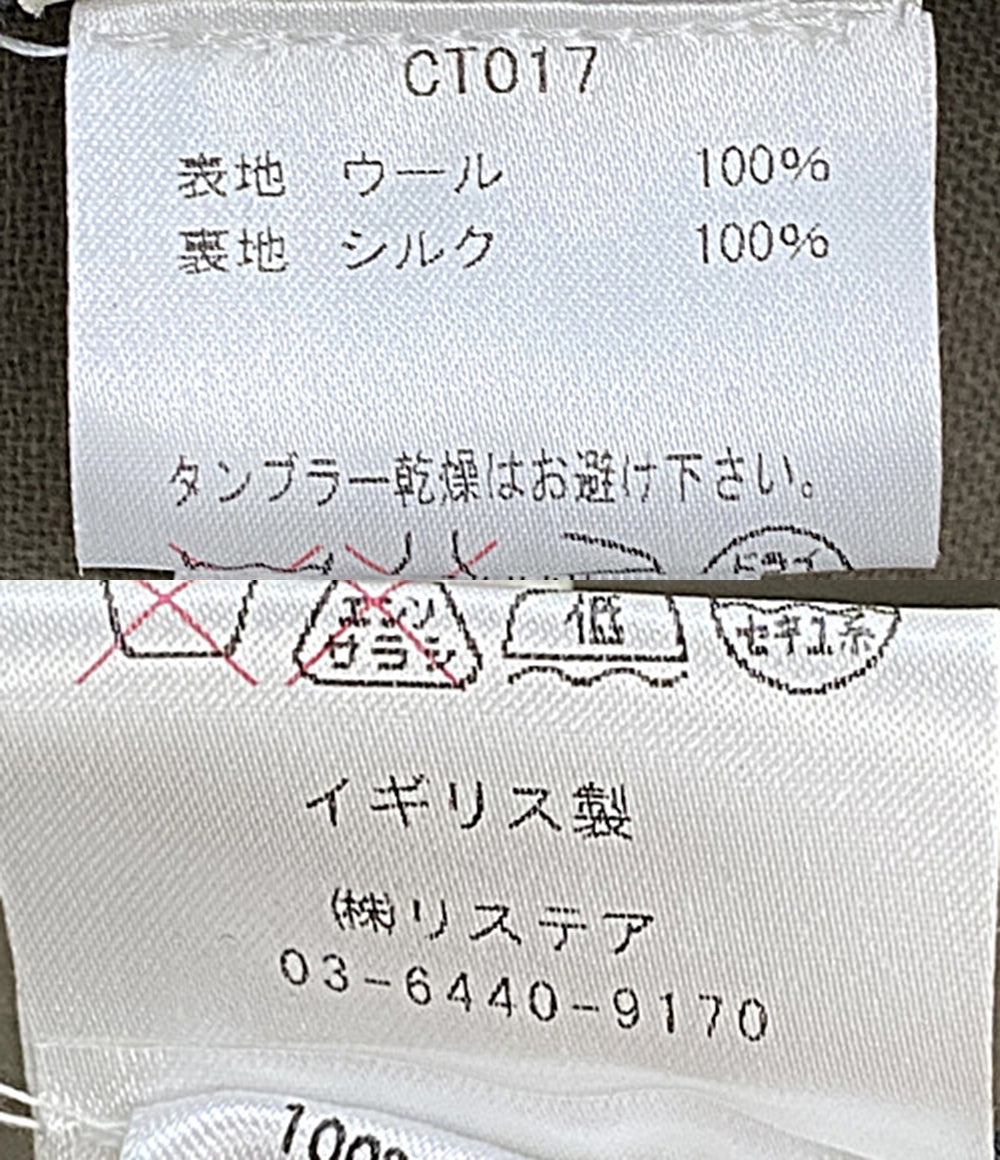 CT017
表地 ウール 100%
裏地 シルク 100%
タンブラー乾燥はお避け下さい。
エンソ
サラシ
低
ドライ
セキユ系
イギリス製
㈱リステア
03-6440-9170
100%